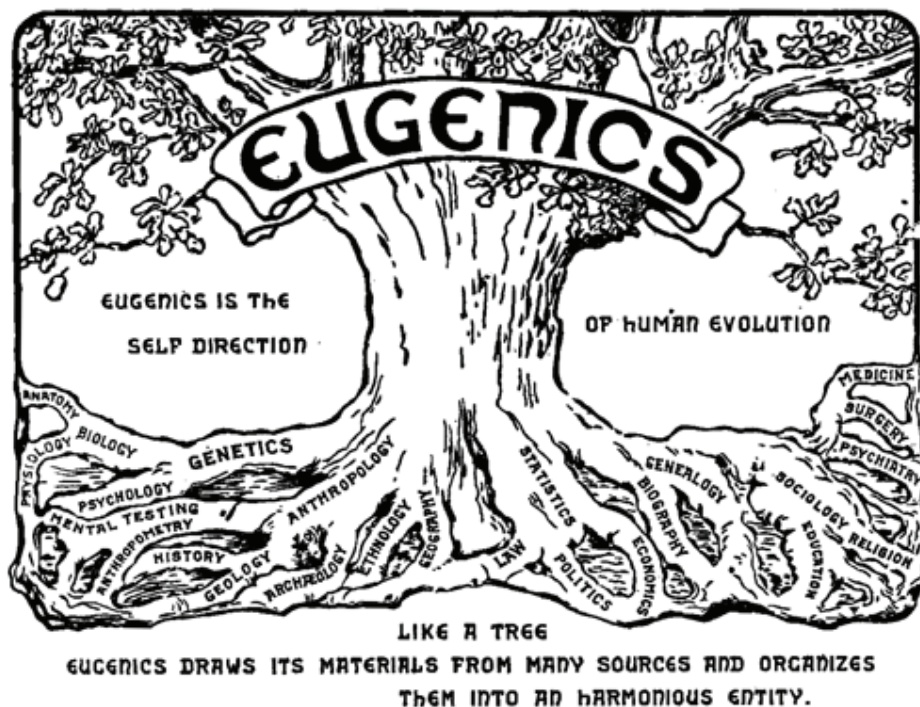 EUGENICS
EUGENICS IS THE
SELF DIRECTION
OF HUMAN EVOLUTION
ANATOMY
BIOLOGY
PHYSIOLOGY
GENETICS
PSYCHOLOGY
MENTAL TESTING
ANTHROPOMETRY
HISTORY
ANTHROPOLOGY
GEOLOGY
ARCHÆOLOGY
ETHNOLOGY
GEOGRAPHY
LAW
STATISTICS
POLITICS
ECONOMICS
BIOGRAPHY
GENEALOGY
EDUCATION
SOCIOLOGY
RELIGION
PSYCHIATRY
SURGERY
MEDICINE
LIKE A TREE
EUGENICS DRAWS ITS MATERIALS FROM MANY SOURCES AND ORGANIZES
THEM INTO AN HARMONIOUS ENTITY.